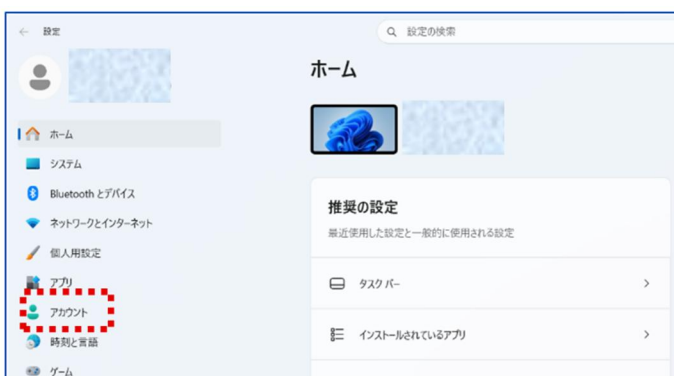 設定
設定の検索
ホーム
ホーム
システム
Bluetooth とデバイス
ネットワークとインターネット
個人用設定
アプリ
アカウント
時刻と言語
ゲーム
推奨の設定
最近使用した設定と一般的に使用される設定
タスク バー
インストールされているアプリ